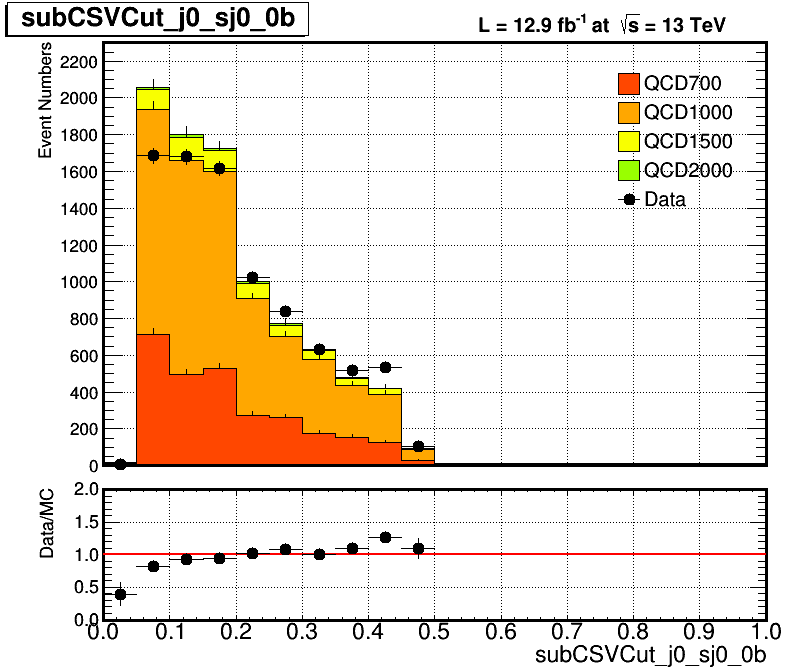 subCSVCut_j0_sj0_0b
L = 12.9 fb-1 at √s = 13 TeV
Event Numbers
2200
2000
1800
1600
1400
1200
1000
800
600
400
200
0
QCD700
QCD1000
QCD1500
QCD2000
Data
Data/MC
2.0
1.5
1.0
0.5
0.0
0.0 0.1 0.2 0.3 0.4 0.5 0.6 0.7 0.8 0.9 1.0
subCSVCut_j0_sj0_0b